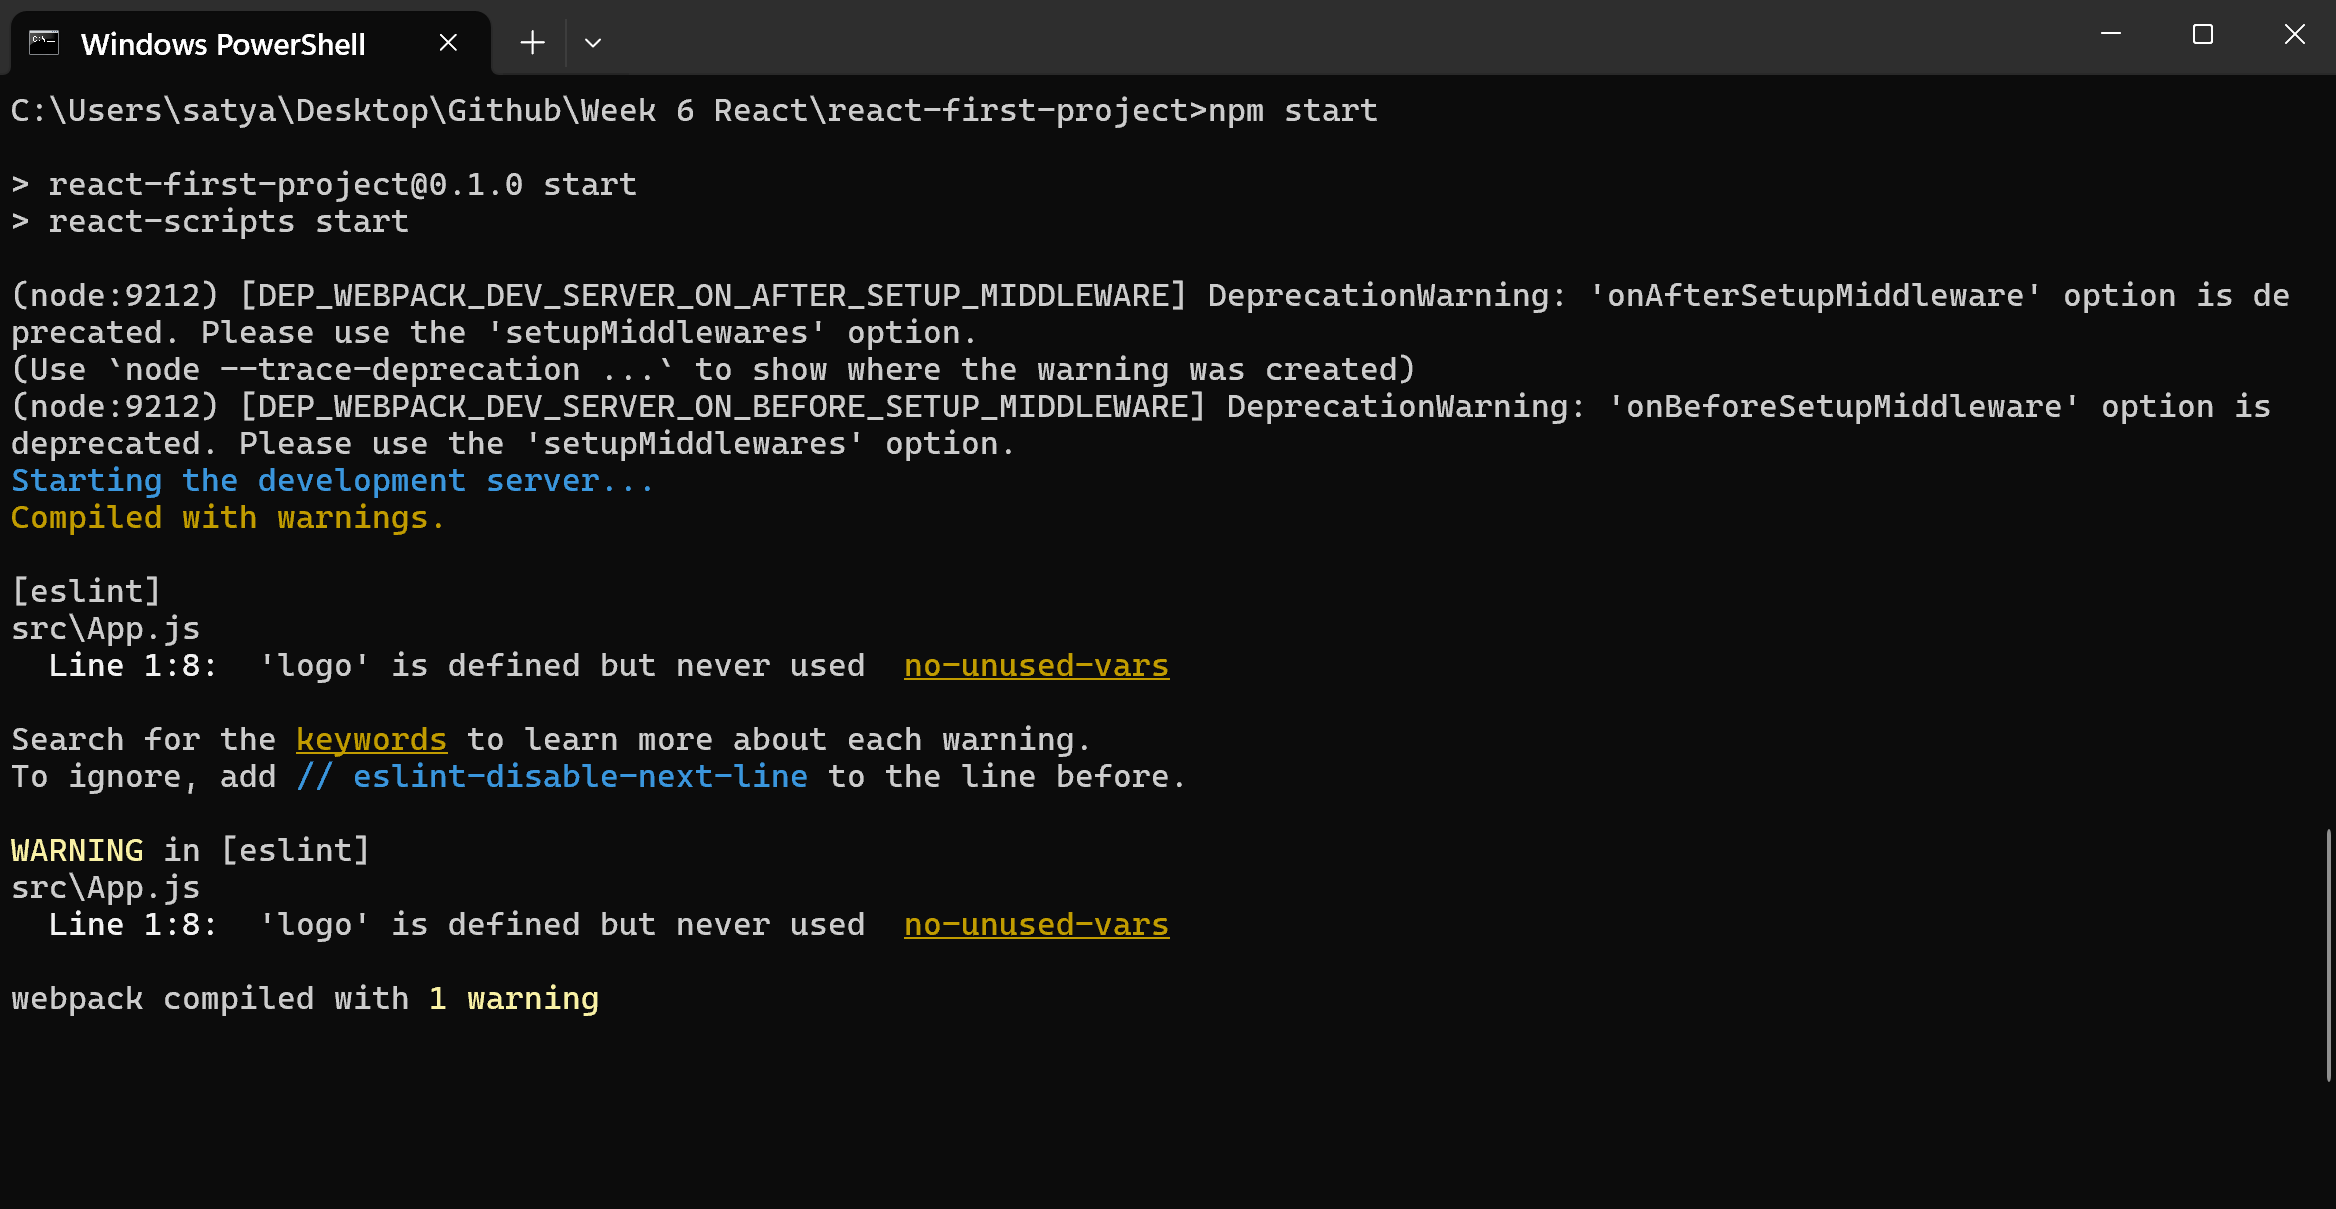 Windows PowerShell
C:\Users\satya\Desktop\Github\Week 6 React\react-first-project>npm start
> react-first-project@0.1.0 start
> react-scripts start
(node:9212) [DEP_WEBPACK_DEV_SERVER_ON_AFTER_SETUP_MIDDLEWARE] DeprecationWarning: 'onAfterSetupMiddleware' option is de
precated. Please use the 'setupMiddlewares' option.
(Use `node --trace-deprecation ...` to show where the warning was created)
(node:9212) [DEP_WEBPACK_DEV_SERVER_ON_BEFORE_SETUP_MIDDLEWARE] DeprecationWarning: 'onBeforeSetupMiddleware' option is
deprecated. Please use the 'setupMiddlewares' option.
Starting the development server...
Compiled with warnings.
[eslint]
src\App.js
  Line 1:8:  'logo' is defined but never used  no-unused-vars
Search for the keywords to learn more about each warning.
To ignore, add // eslint-disable-next-line to the line before.
WARNING in [eslint]
src\App.js
  Line 1:8:  'logo' is defined but never used  no-unused-vars
webpack compiled with 1 warning